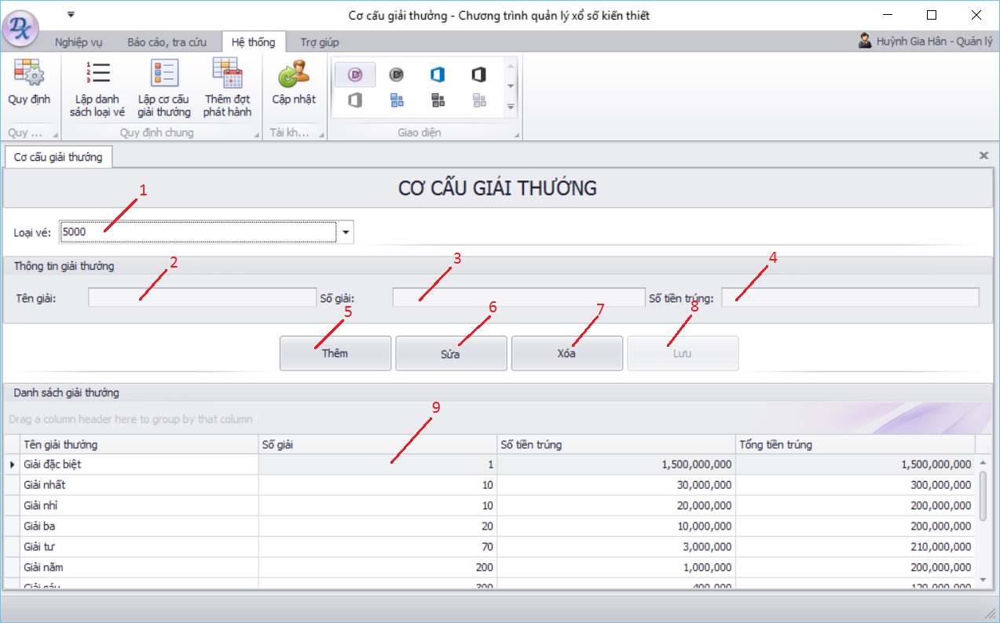 Cơ cấu giải thưởng - Chương trình quản lý xổ số kiến thiết
Nghiệp vụ Báo cáo, tra cứu Hệ thống Trợ giúp Huỳnh Gia Hân - Quản lý
Quy định Lập danh sách loại vé Lập cơ cấu giải thưởng Thêm đợt phát hành Cập nhật
Quy ... Quy định chung Tài kh... Giao diện
Cơ cấu giải thưởng
CƠ CẤU GIẢI THƯỞNG
1
Loại vé: 5000
Thông tin giải thưởng 2 3 4
Tên giải: Số giải: Số tiền trúng:
5 6 7 8
Thêm Sửa Xóa Lưu
Danh sách giải thưởng
9
Drag a column header here to group by that column
Tên giải thưởng Số giải Số tiền trúng Tổng tiền trúng
Giải đặc biệt 1 1,500,000,000 1,500,000,000
Giải nhất 10 30,000,000 300,000,000
Giải nhì 10 20,000,000 200,000,000
Giải ba 20 10,000,000 200,000,000
Giải tư 70 3,000,000 210,000,000
Giải năm 200 1,000,000 200,000,000
Giải sáu 300 400,000 120,000,000